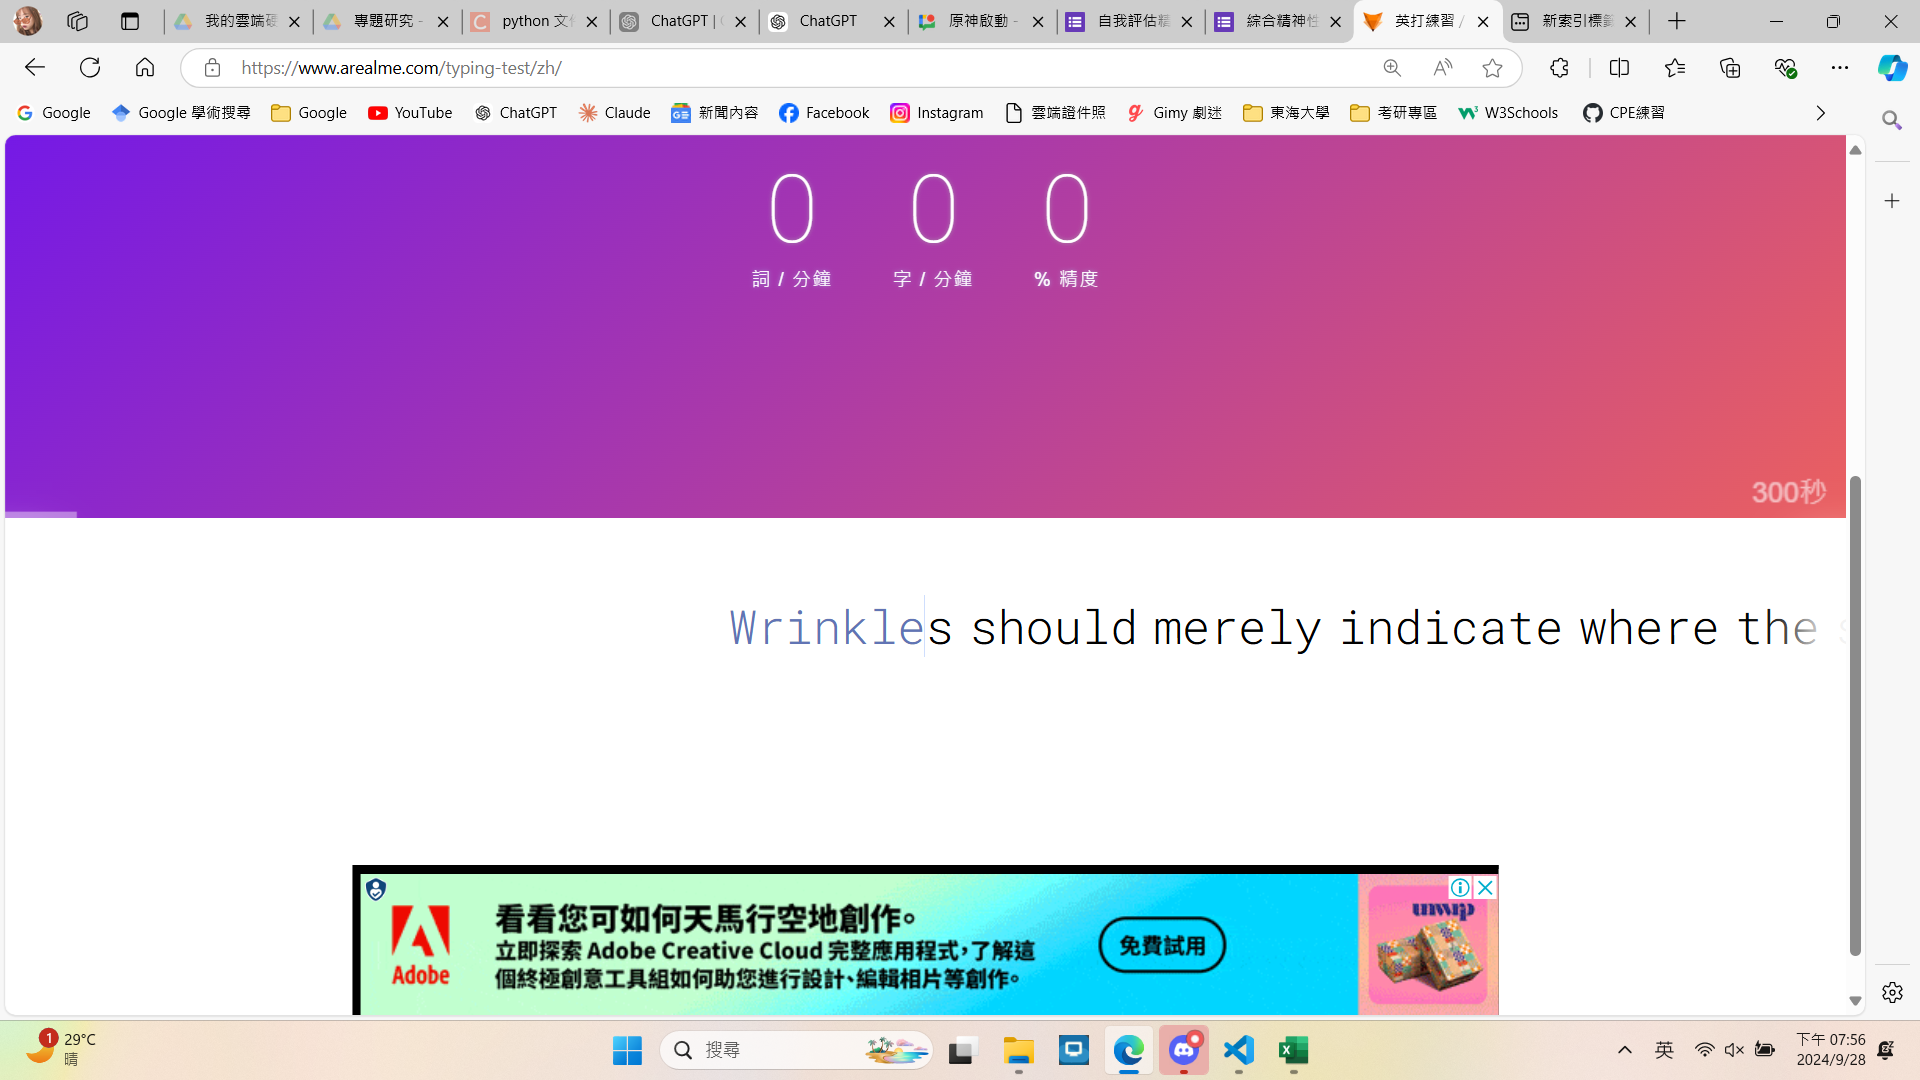 我的雲端硬
專題研究 -
python 文
ChatGPT | 
ChatGPT
原神啟動 -
自我評估
綜合精神性
英打練習 /
新索引標籤
https://www.arealme.com/typing-test/zh/
Google
Google 學術搜尋
Google
YouTube
ChatGPT
Claude
新聞內容
Facebook
Instagram
雲端證件照
Gimy 劇迷
東海大學
考研專區
W3Schools
CPE練習
0 0 0
詞 / 分鐘 字 / 分鐘 % 精度
300秒
Wrinkles should merely indicate where the
看看您可如何天馬行空地創作。
立即探索 Adobe Creative Cloud 完整應用程式，了解這
個終極創意工具組如何助您進行設計、編輯相片等創作。
Adobe
免費試用
unwrp
1
29°C
晴
搜尋
英
下午 07:56
2024/9/28